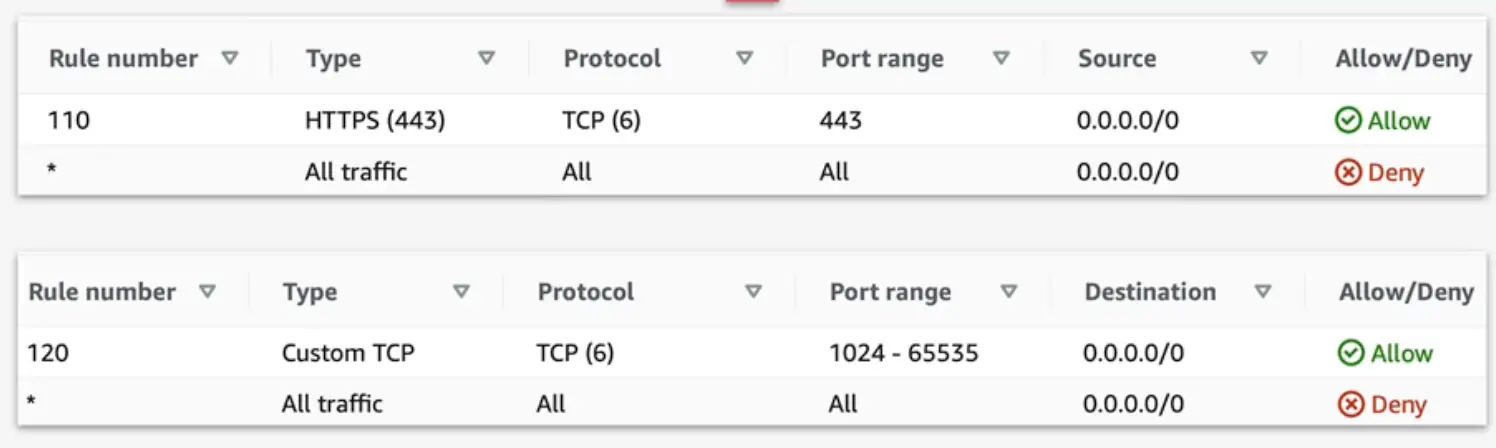 Rule number Type Protocol Port range Source Allow/Deny
110 HTTPS (443) TCP (6) 443 0.0.0.0/0 Allow
* All traffic All All 0.0.0.0/0 Deny
Rule number Type Protocol Port range Destination Allow/Deny
120 Custom TCP TCP (6) 1024 - 65535 0.0.0.0/0 Allow
* All traffic All All 0.0.0.0/0 Deny